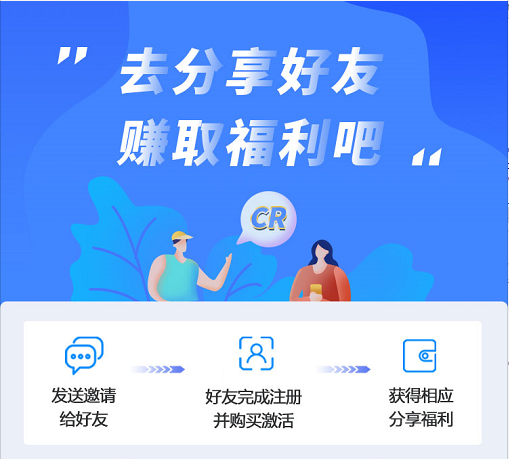 去分享好友
赚取福利吧
CR
发送邀请
给好友
好友完成注册
并购买激活
获得相应
分享福利